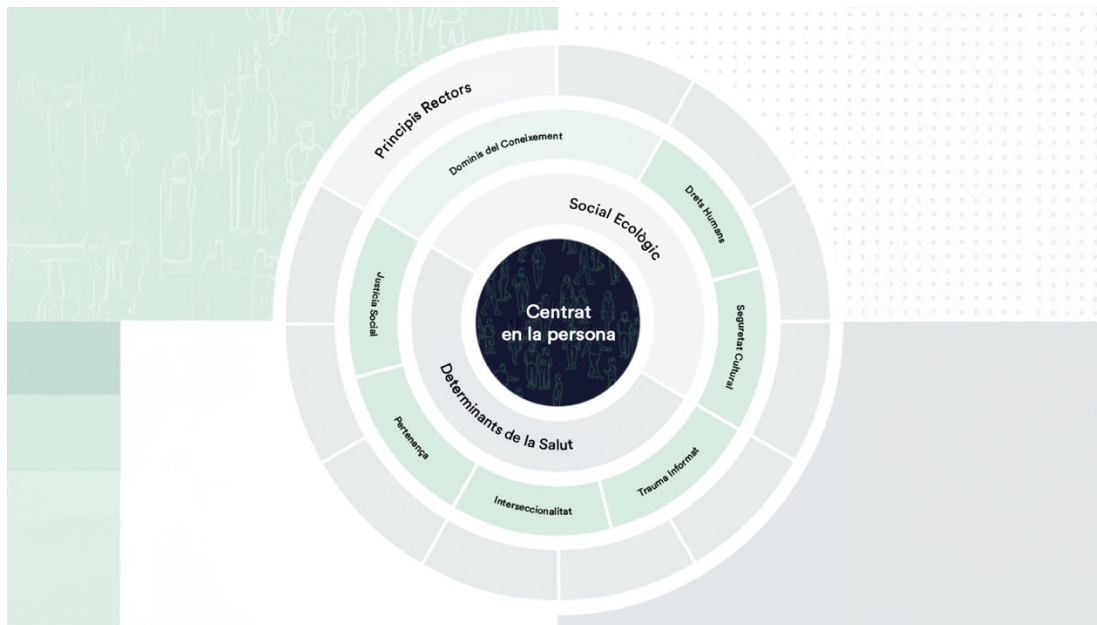 Principis Rectors
Dominis del Coneixement
Drets Humans
Social Ecològic
Seguretat Cultural
Justícia Social
Centrat
en la persona
Determinants de la Salut
Pertenença
Trauma Informat
Interseccionalitat